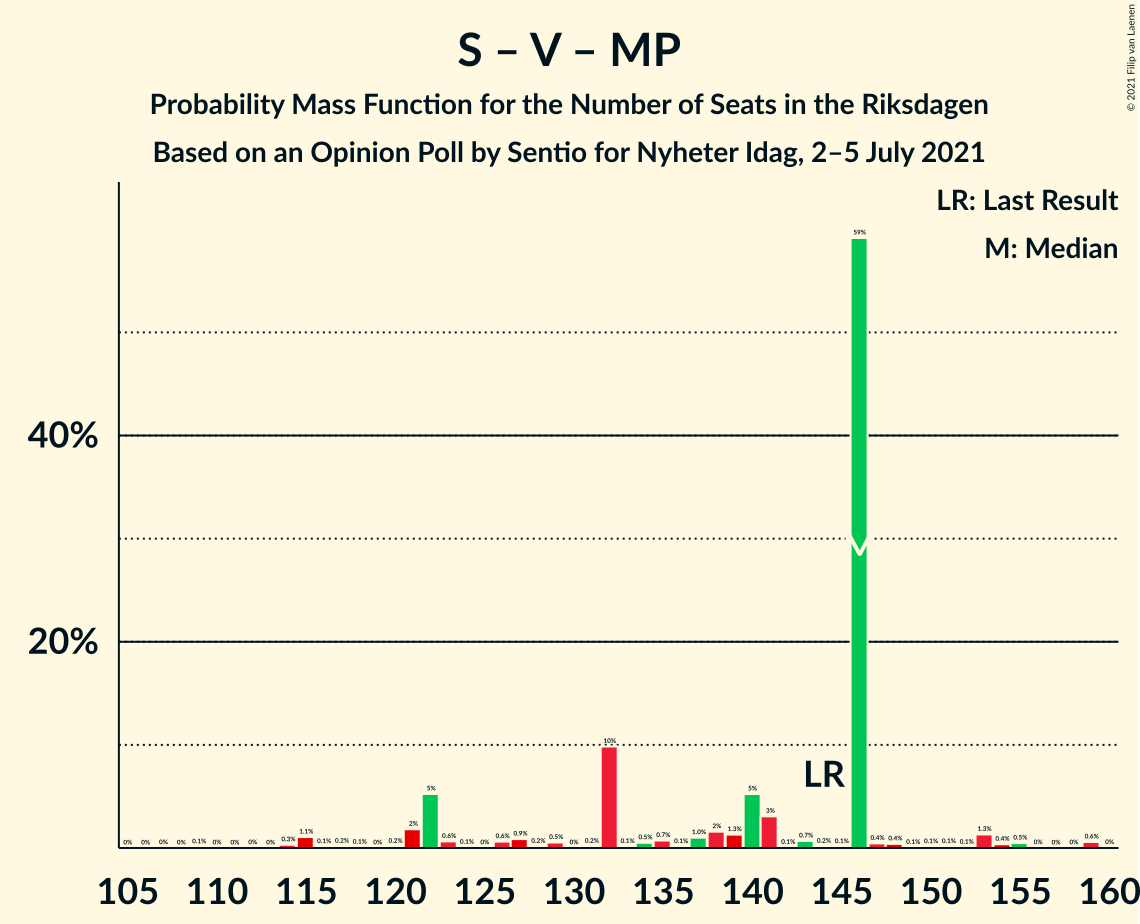 S – V – MP
Probability Mass Function for the Number of Seats in the Riksdagen
Based on an Opinion Poll by Sentio for Nyheter Idag, 2–5 July 2021
© 2021 Filip van Laenen
LR: Last Result
M: Median
40%
20%
LR
0% 0% 0% 0% 0.1% 0% 0% 0% 0% 0.3% 1.1% 0.1% 0.2% 0.1% 0% 0.2% 2% 5% 0.6% 0.1% 0% 0.6% 0.9% 0.2% 0.5% 0% 0.2% 10% 0.1% 0.5% 0.7% 0.1% 1.0% 2% 1.3% 5% 3% 0.1% 0.7% 0.2% 0.1% 59% 0.4% 0.4% 0.1% 0.1% 0.1% 0.1% 1.3% 0.4% 0.5% 0% 0% 0% 0.6% 0%
105 110 115 120 125 130 135 140 145 150 155 160